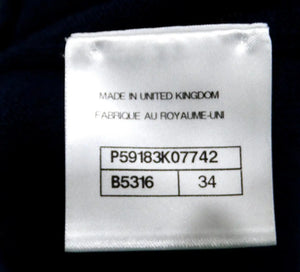 MADE IN UNITED KINGDOM
FABRIQUE AU ROYAUME-UNI
P59183K07742
B5316 34